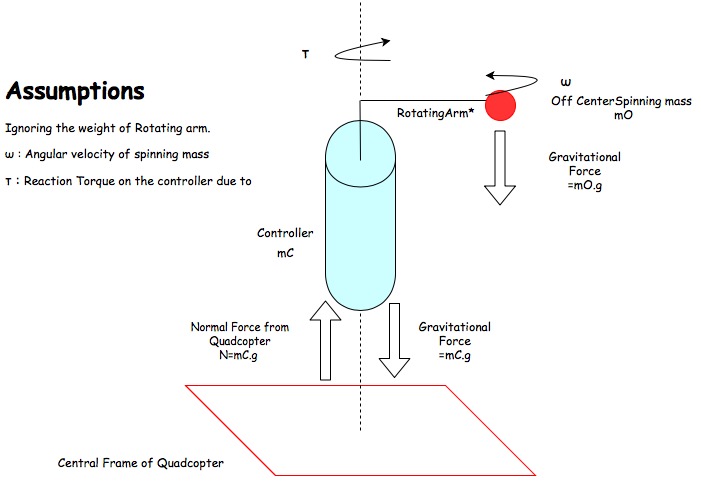 T
ω
Assumptions
Off CenterSpinning mass
mO
RotatingArm*
Ignoring the weight of Rotating arm.
ω : Angular velocity of spinning mass
Gravitational
Force
=mO.g
T : Reaction Torque on the controller due to
Controller
mC
Normal Force from
Quadcopter
N=mC.g
Gravitational
Force
=mC.g
Central Frame of Quadcopter